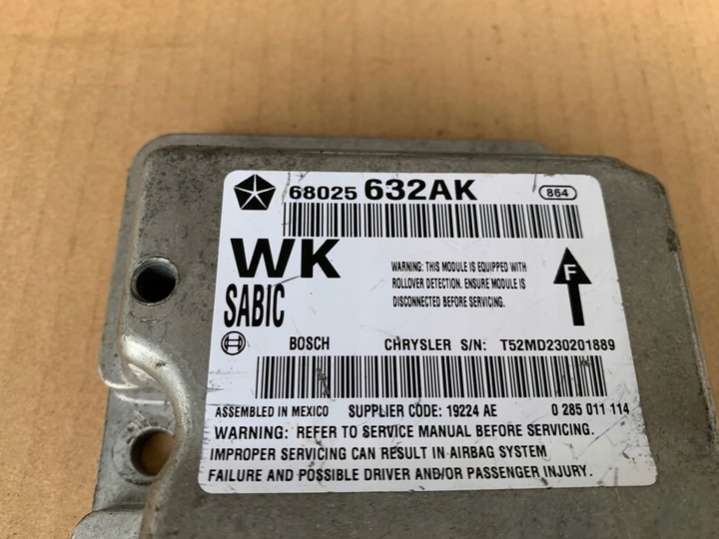 68025 632AK 864
WK
SABIC
WARNING: THIS MODULE IS EQUIPPED WITH
ROLLOVER DETECTION. ENSURE MODULE IS
DISCONNECTED BEFORE SERVICING.
F
BOSCH CHRYSLER S/N: T52MD230201889
ASSEMBLED IN MEXICO SUPPLIER CODE: 19224 AE 0 285 011 114
WARNING: REFER TO SERVICE MANUAL BEFORE SERVICING.
IMPROPER SERVICING CAN RESULT IN AIRBAG SYSTEM
FAILURE AND POSSIBLE DRIVER AND/OR PASSENGER INJURY.